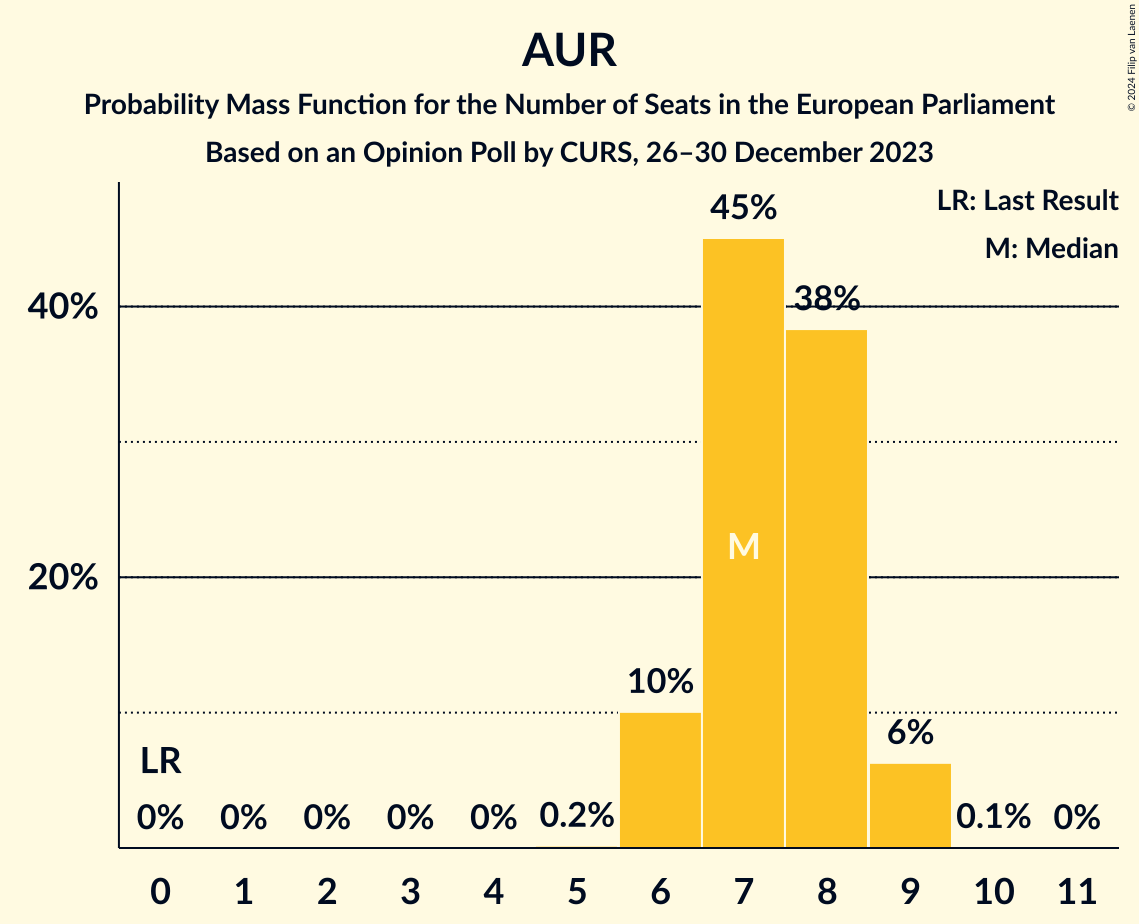 AUR
Probability Mass Function for the Number of Seats in the European Parliament
Based on an Opinion Poll by CURS, 26–30 December 2023
© 2024 Filip van Laenen
LR: Last Result
M: Median
45%
38%
40%
M
20%
10%
6%
LR
0% 0% 0% 0% 0% 0.2% 0.1% 0%
0 1 2 3 4 5 6 7 8 9 10 11